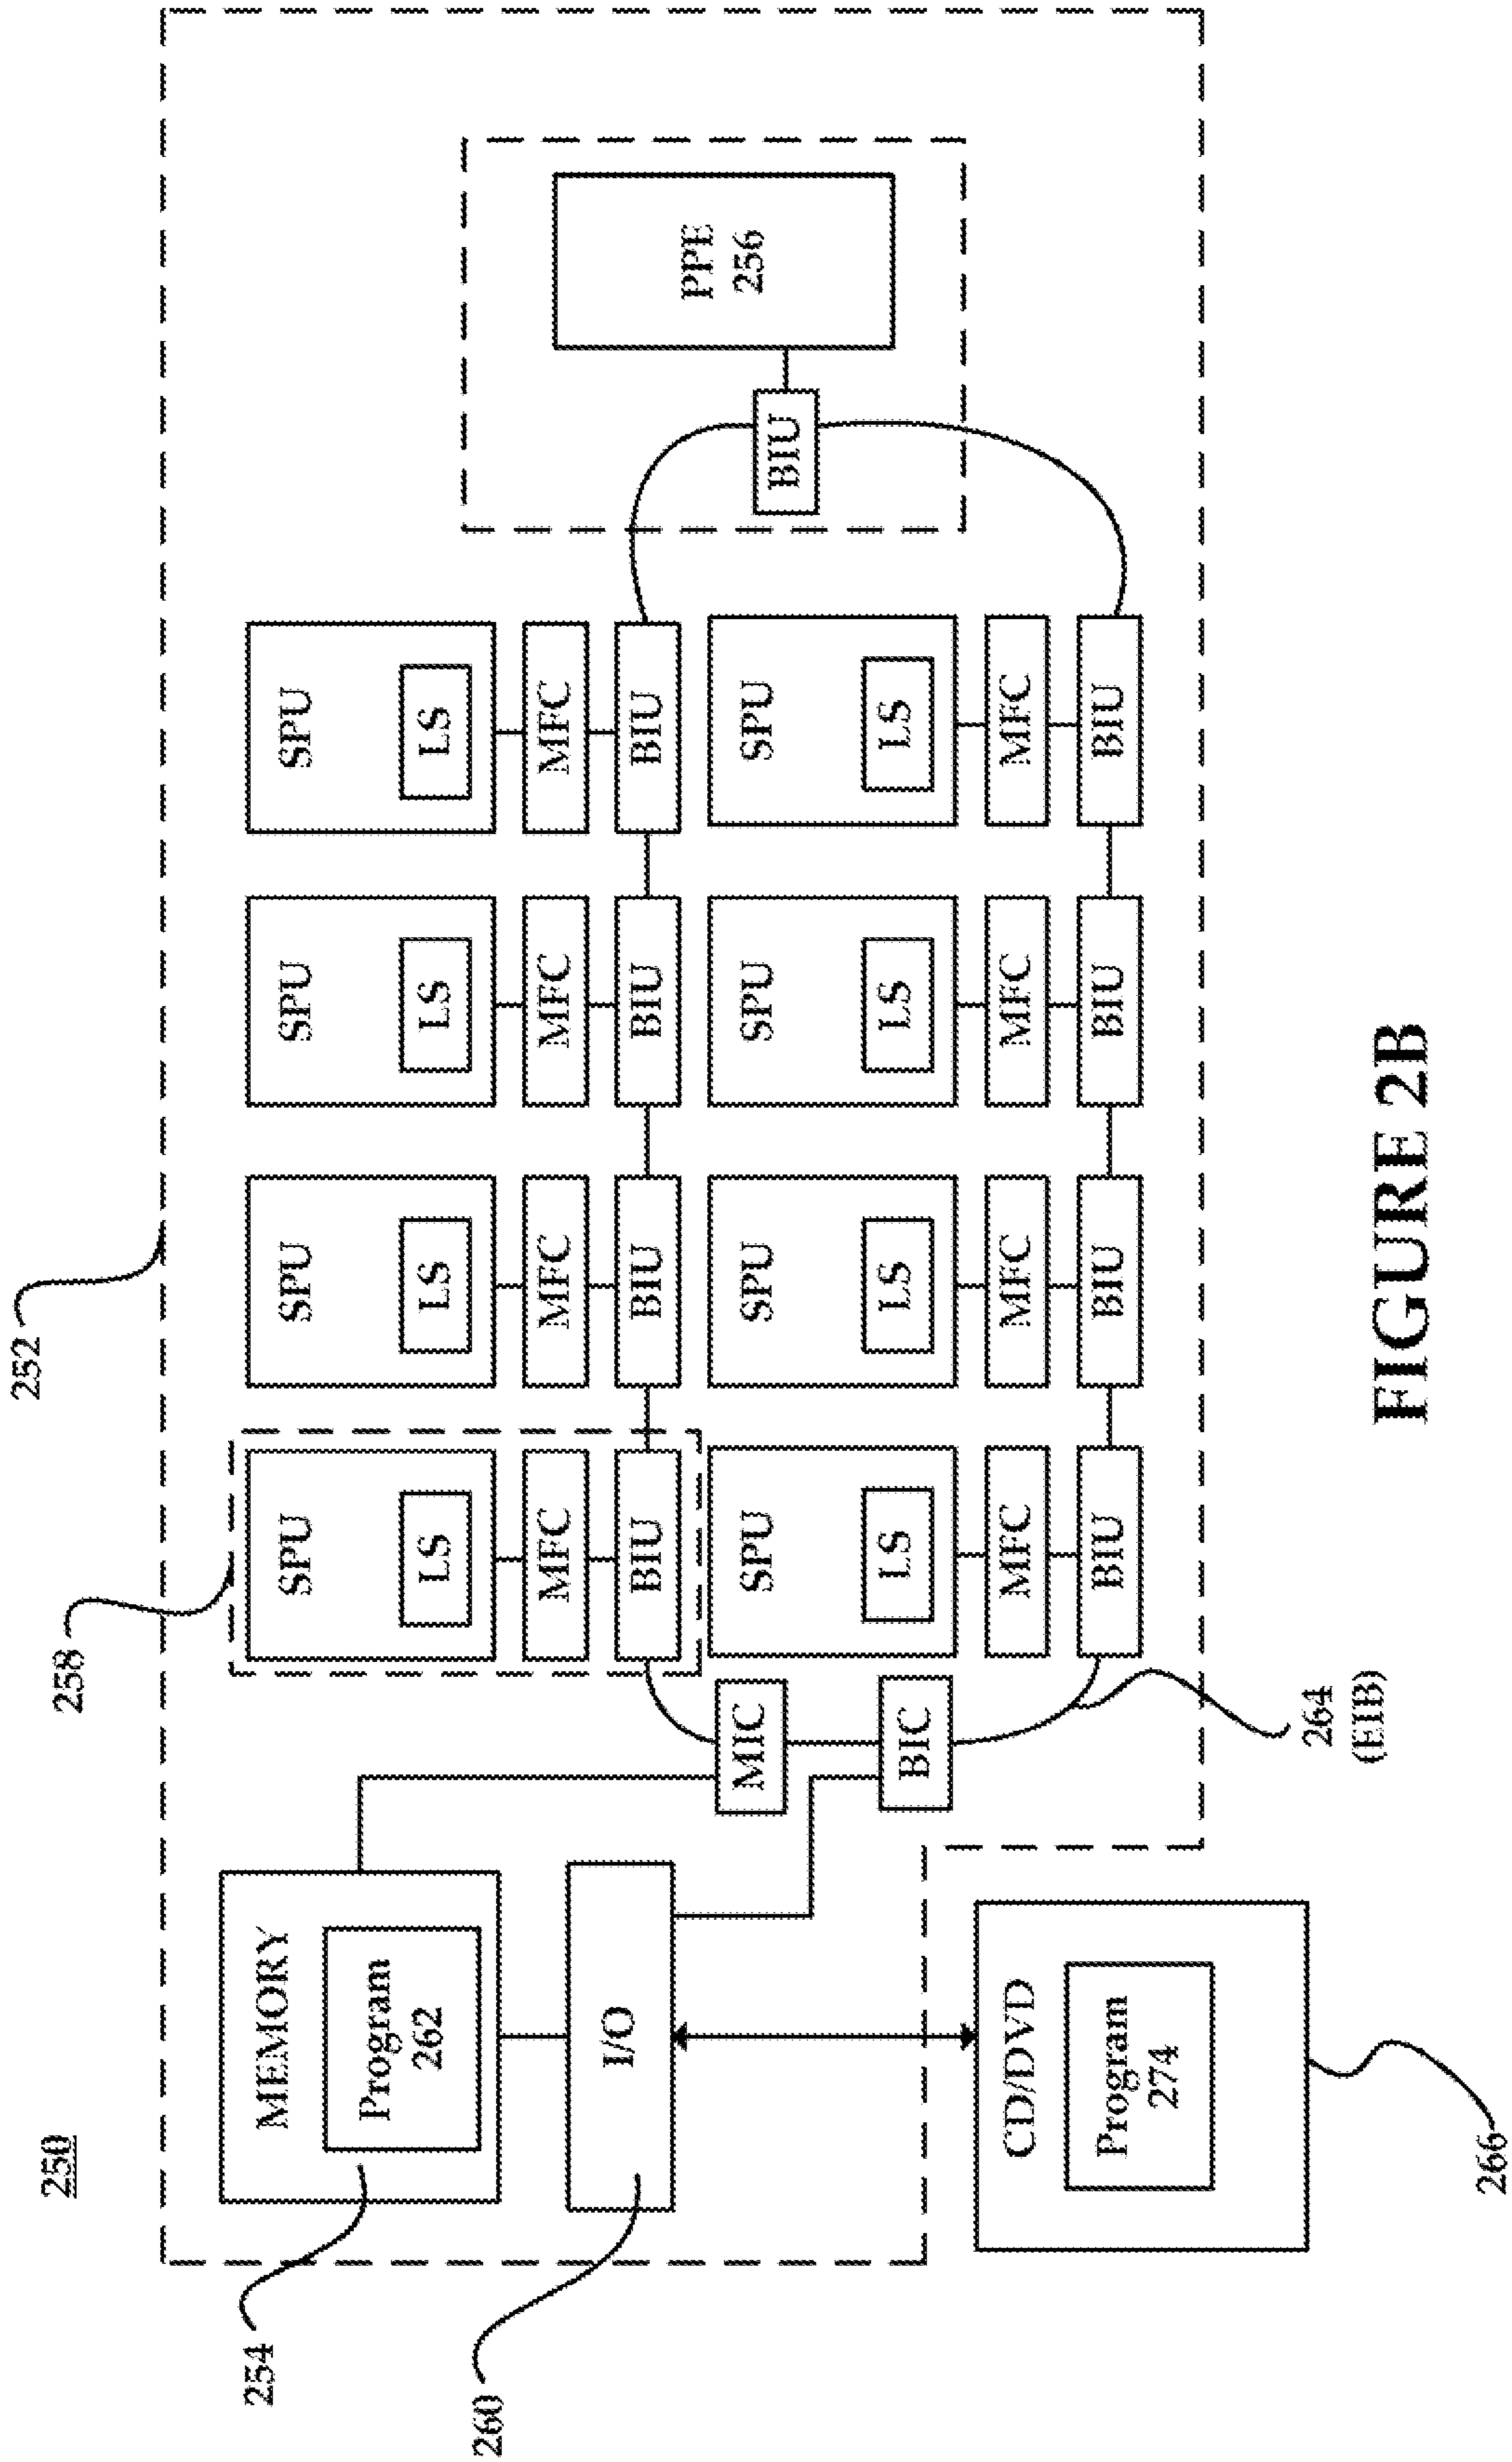 250
252
258
254
260
MEMORY
Program
262
I/O
MIC
BIC
SPU
LS
MFC
BIU
SPU
LS
MFC
BIU
SPU
LS
MFC
BIU
SPU
LS
MFC
BIU
SPU
LS
MFC
BIU
SPU
LS
MFC
BIU
SPU
LS
MFC
BIU
SPU
LS
MFC
BIU
BIU
PPE
256
264
(EIB)
CD/DVD
Program
274
266
FIGURE 2B